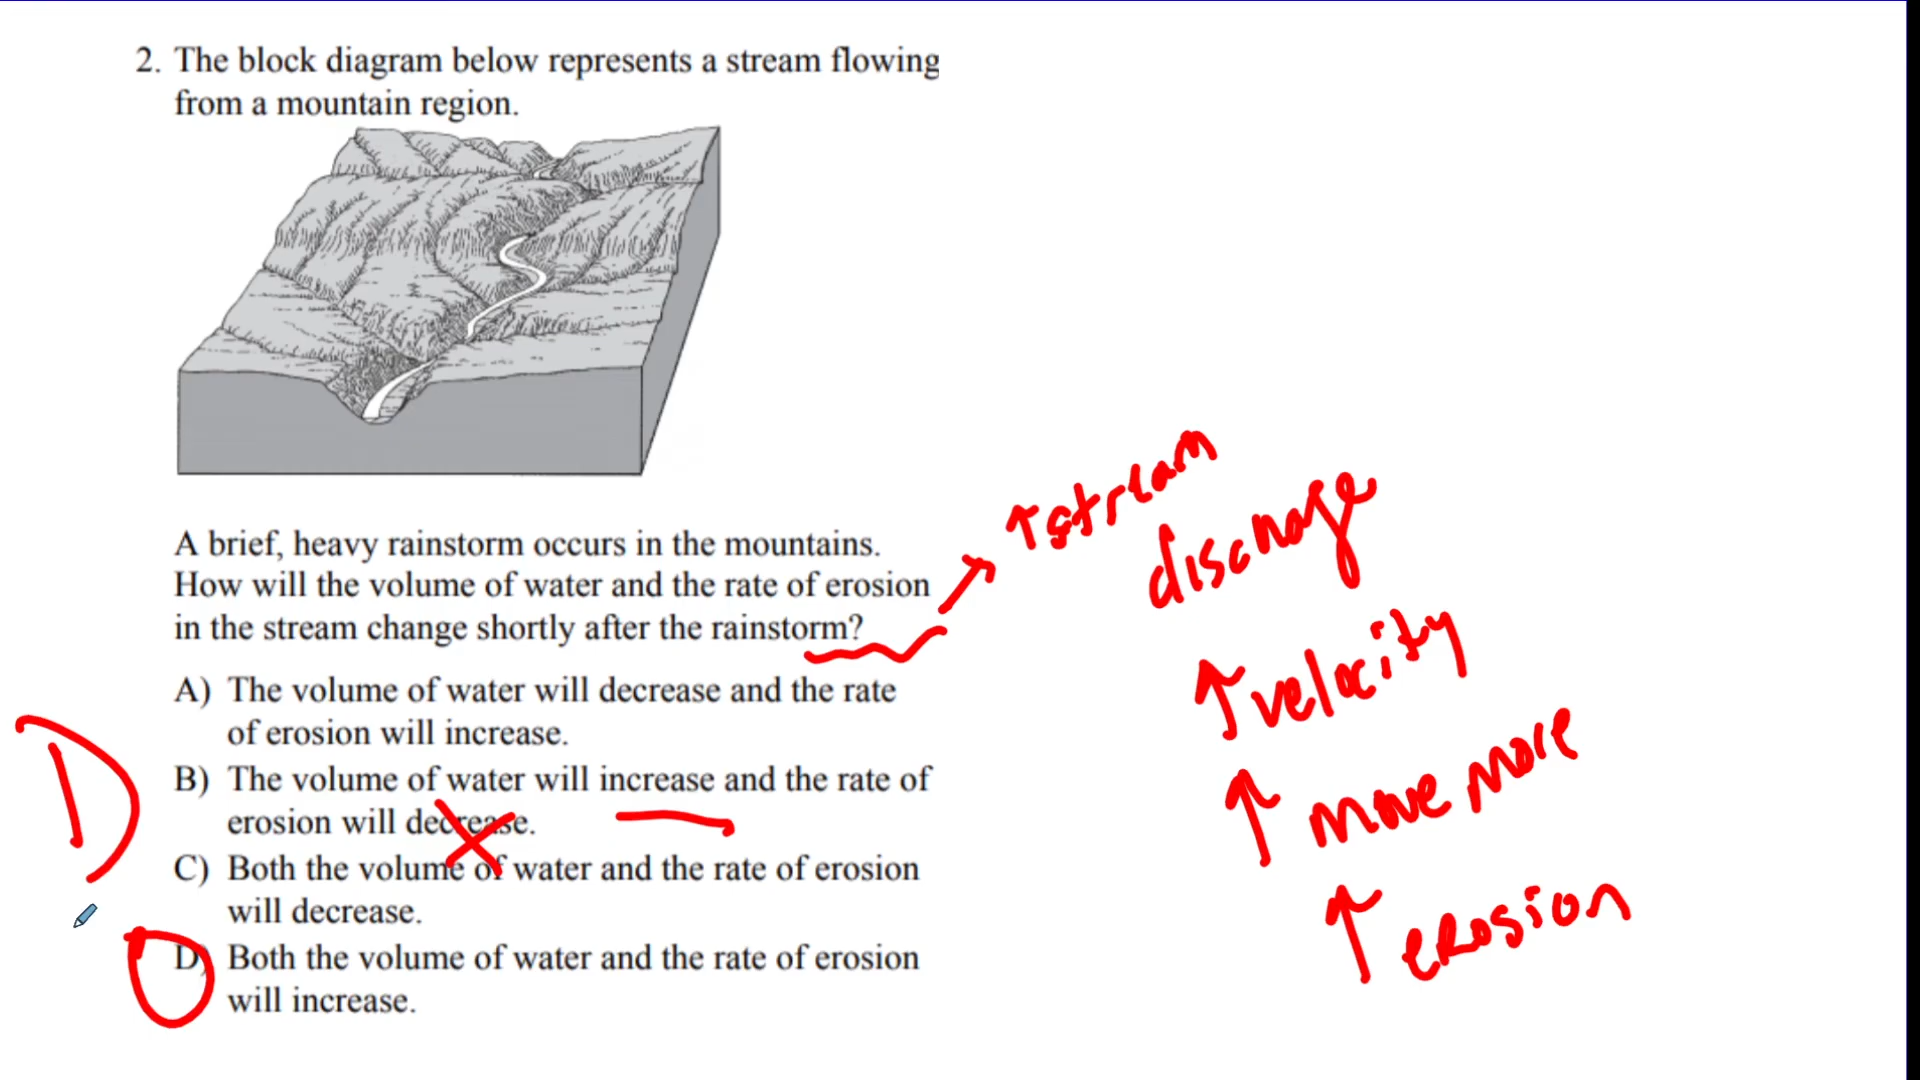 2. The block diagram below represents a stream flowing
from a mountain region.
A brief, heavy rainstorm occurs in the mountains.
How will the volume of water and the rate of erosion
in the stream change shortly after the rainstorm?
A) The volume of water will decrease and the rate
of erosion will increase.
B) The volume of water will increase and the rate of
erosion will decrease.
C) Both the volume of water and the rate of erosion
will decrease.
D) Both the volume of water and the rate of erosion
will increase.
D
↑ stream
discharge
↑ velocity
↑ move more
↑ erosion